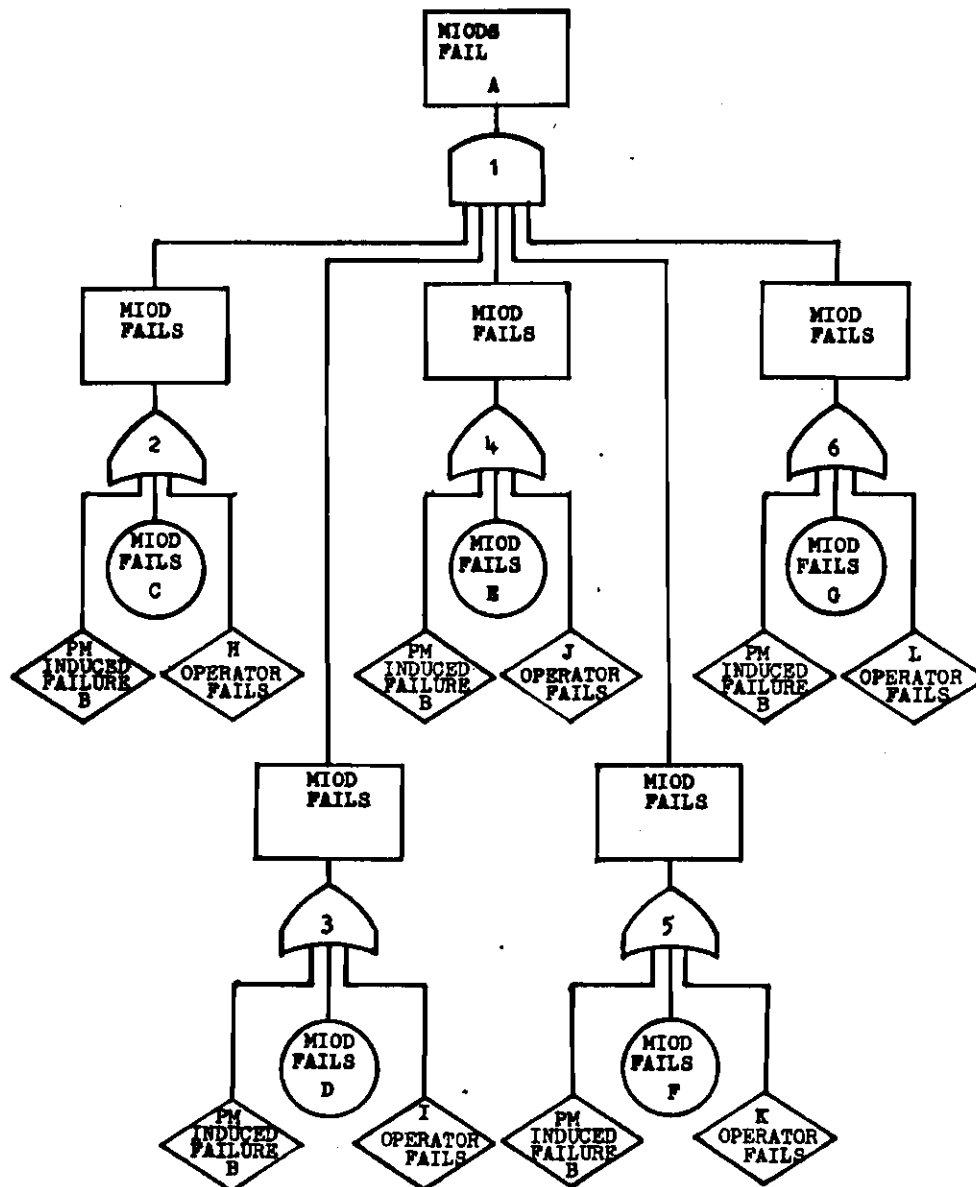 MIODS
FAIL
A
1
MIOD
FAILS
MIOD
FAILS
MIOD
FAILS
2
4
6
MIOD
FAILS
C
MIOD
FAILS
E
MIOD
FAILS
G
PM
INDUCED
FAILURE
B
H
OPERATOR
FAILS
PM
INDUCED
FAILURE
B
J
OPERATOR
FAILS
PM
INDUCED
FAILURE
B
L
OPERATOR
FAILS
MIOD
FAILS
MIOD
FAILS
3
5
MIOD
FAILS
D
MIOD
FAILS
F
PM
INDUCED
FAILURE
B
I
OPERATOR
FAILS
PM
INDUCED
FAILURE
B
K
OPERATOR
FAILS